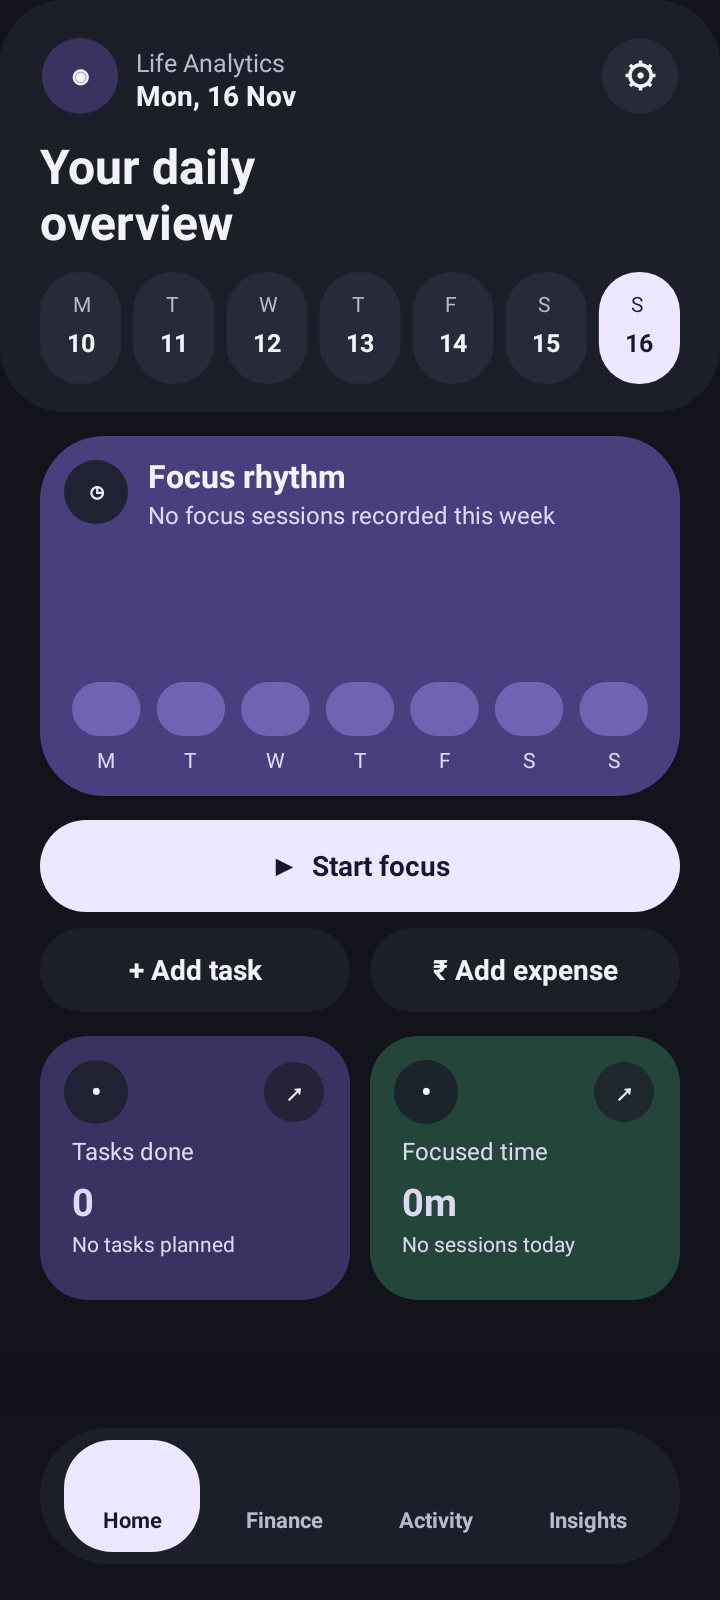 Life Analytics
Mon, 16 Nov
Your daily
overview
M T W T F S S
10 11 12 13 14 15 16
Focus rhythm
No focus sessions recorded this week
M T W T F S S
▶ Start focus
+ Add task
₹ Add expense
Tasks done
0
No tasks planned
Focused time
0m
No sessions today
Home Finance Activity Insights